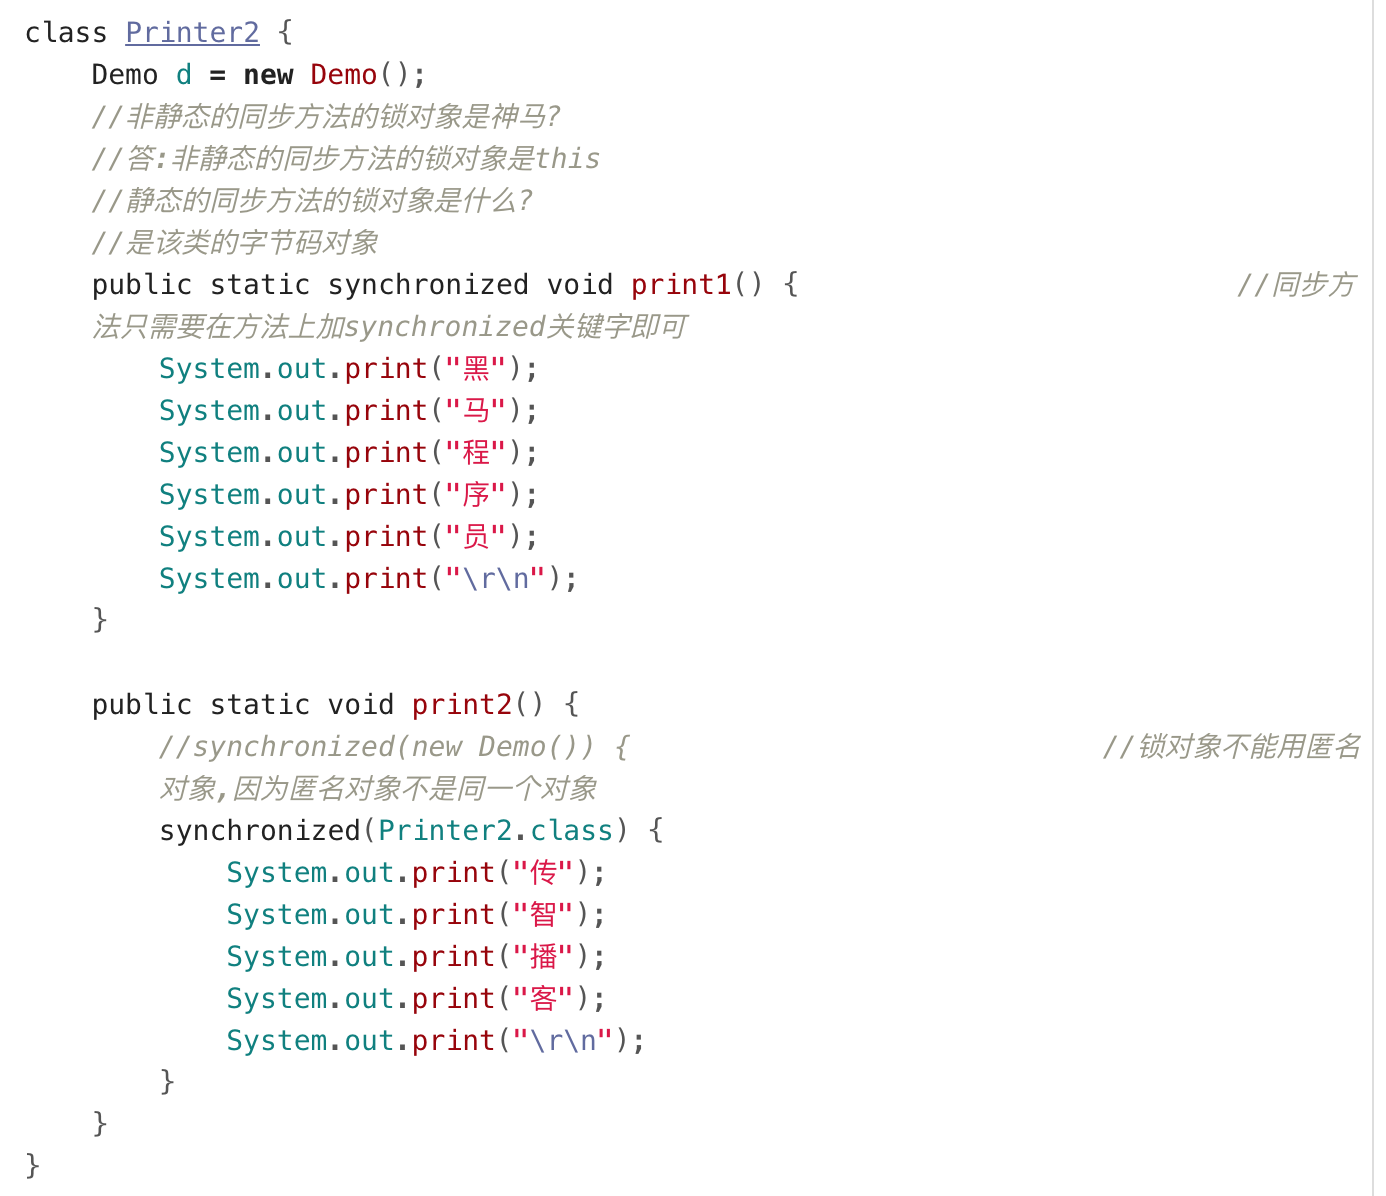 class Printer2 {
    Demo d = new Demo();
    //非静态的同步方法的锁对象是神马?
    //答:非静态的同步方法的锁对象是this
    //静态的同步方法的锁对象是什么?
    //是该类的字节码对象
    public static synchronized void print1() {                          //同步方
    法只需要在方法上加synchronized关键字即可
        System.out.print("黑");
        System.out.print("马");
        System.out.print("程");
        System.out.print("序");
        System.out.print("员");
        System.out.print("\r\n");
    }

    public static void print2() {
        //synchronized(new Demo()) {                            //锁对象不能用匿名
        对象,因为匿名对象不是同一个对象
        synchronized(Printer2.class) {
            System.out.print("传");
            System.out.print("智");
            System.out.print("播");
            System.out.print("客");
            System.out.print("\r\n");
        }
    }
}